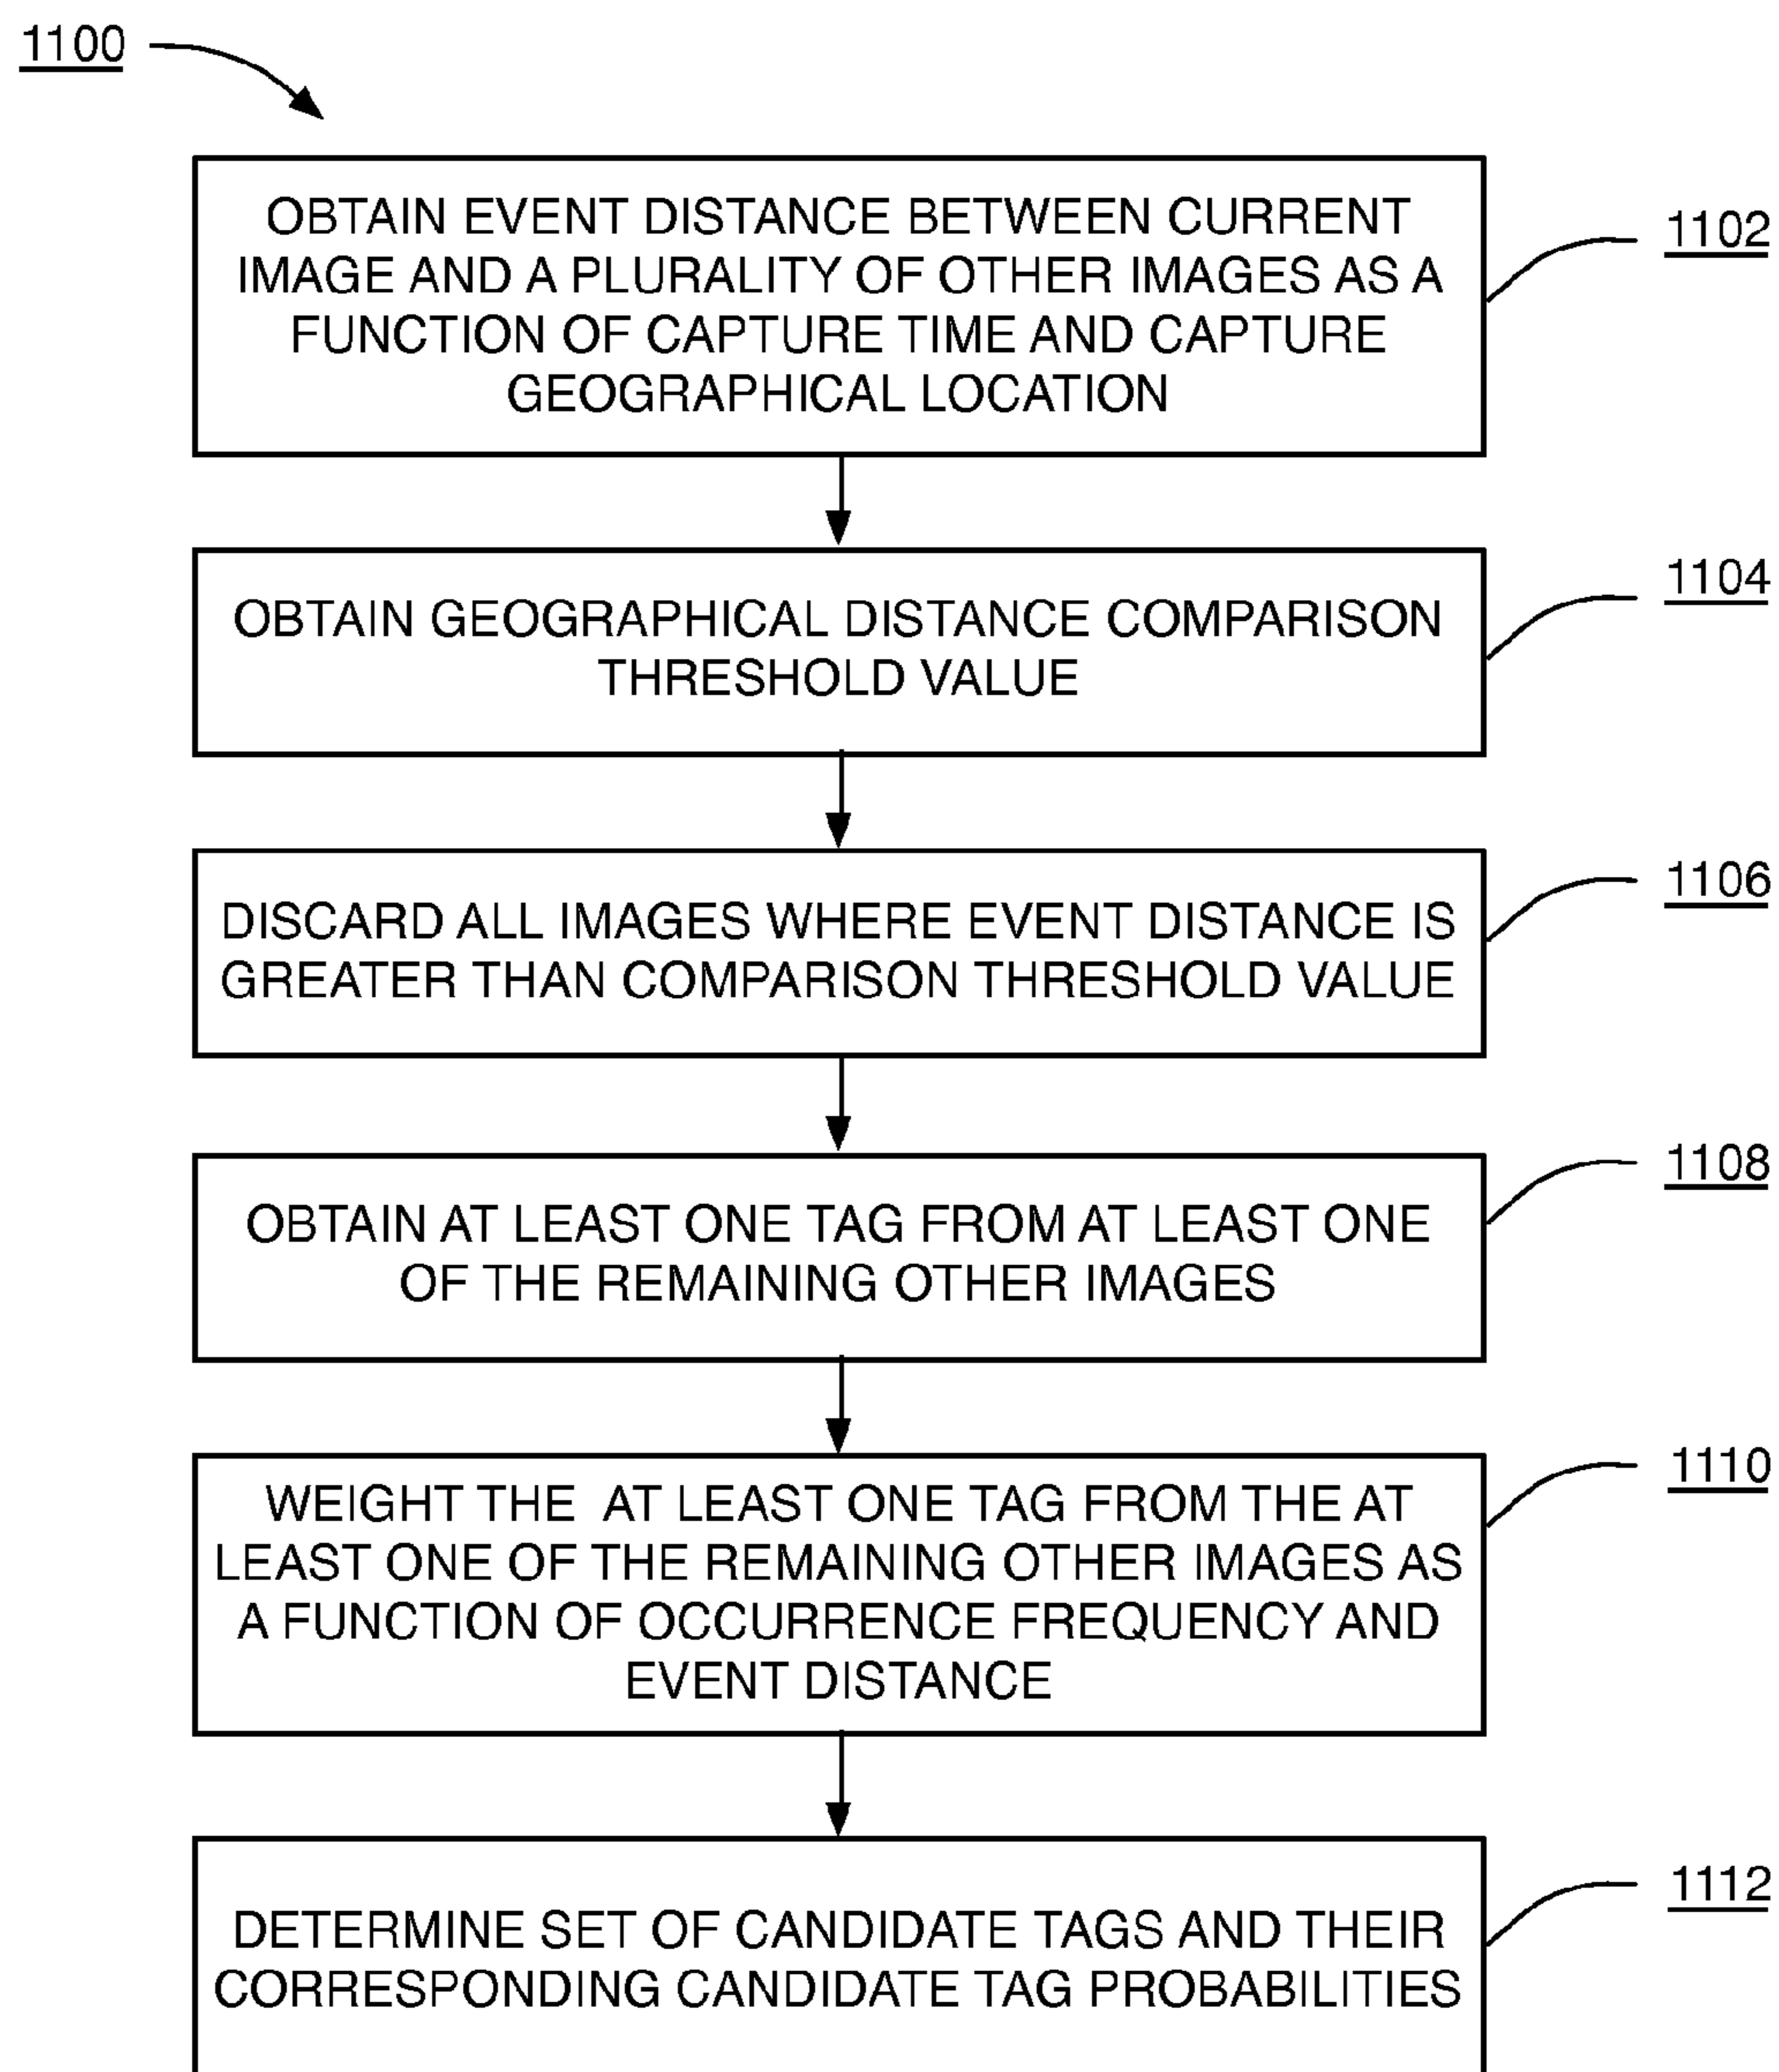 1100
OBTAIN EVENT DISTANCE BETWEEN CURRENT
IMAGE AND A PLURALITY OF OTHER IMAGES AS A
FUNCTION OF CAPTURE TIME AND CAPTURE
GEOGRAPHICAL LOCATION
1102
OBTAIN GEOGRAPHICAL DISTANCE COMPARISON
THRESHOLD VALUE
1104
DISCARD ALL IMAGES WHERE EVENT DISTANCE IS
GREATER THAN COMPARISON THRESHOLD VALUE
1106
OBTAIN AT LEAST ONE TAG FROM AT LEAST ONE
OF THE REMAINING OTHER IMAGES
1108
WEIGHT THE AT LEAST ONE TAG FROM THE AT
LEAST ONE OF THE REMAINING OTHER IMAGES AS
A FUNCTION OF OCCURRENCE FREQUENCY AND
EVENT DISTANCE
1110
DETERMINE SET OF CANDIDATE TAGS AND THEIR
CORRESPONDING CANDIDATE TAG PROBABILITIES
1112